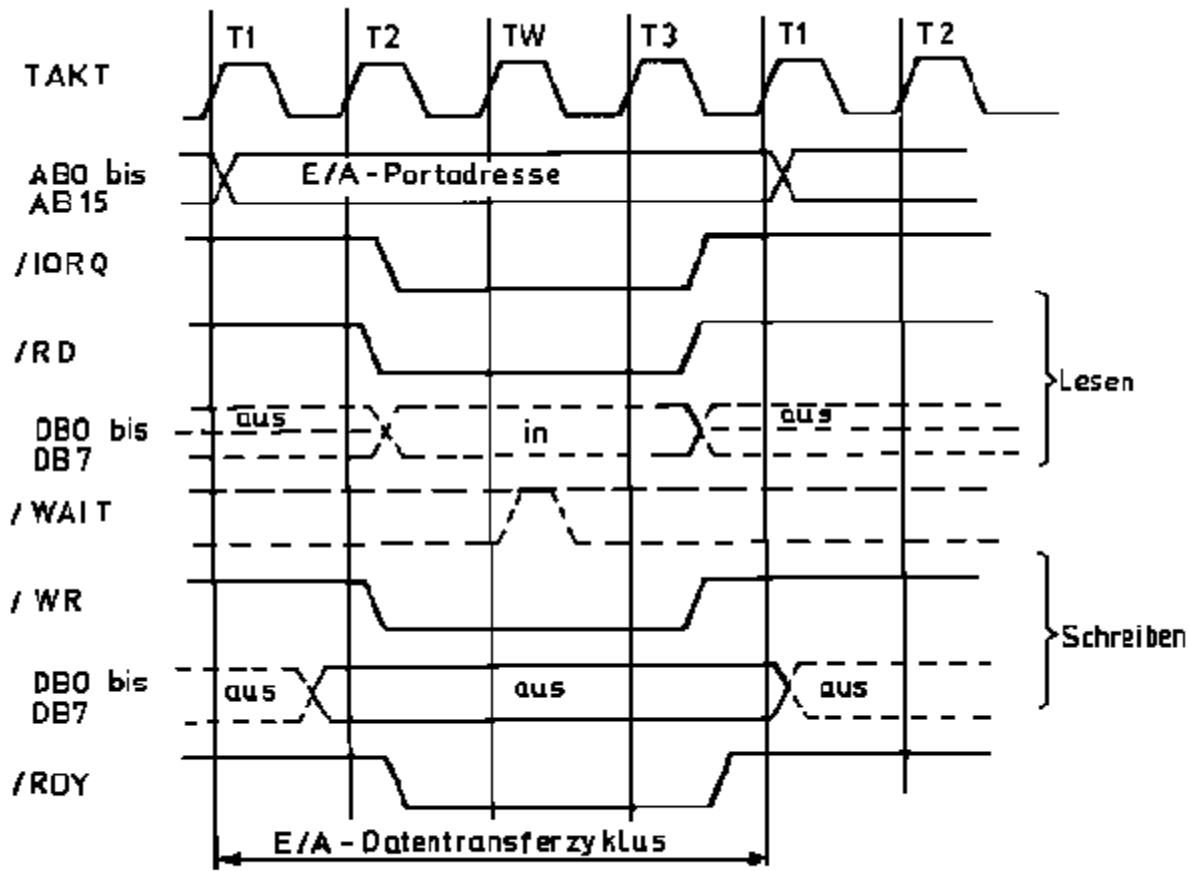 T1 T2 TW T3 T1 T2
TAKT
AB0 bis
AB15
E/A-Portadresse
/IORQ
/RD
Lesen
DB0 bis
DB7
aus in aus
/WAIT
/WR
Schreiben
DB0 bis
DB7
aus aus aus
/RDY
E/A-Datentransferzyklus